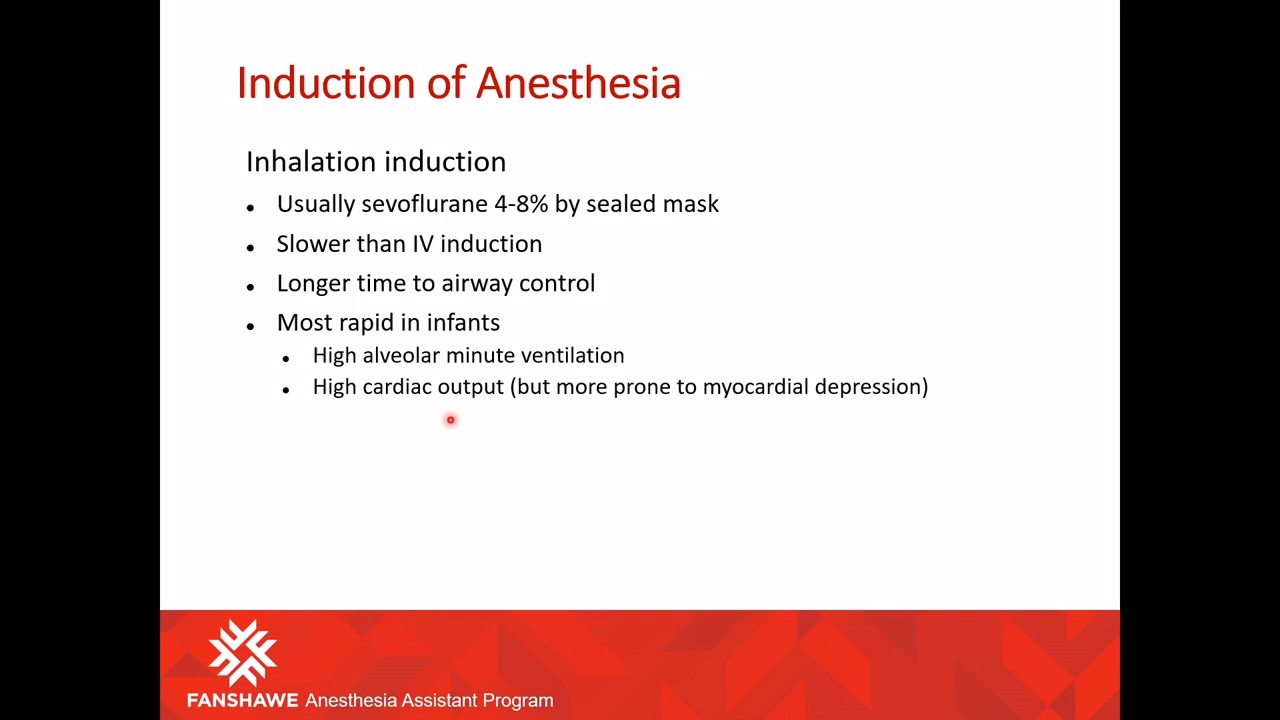 Induction of Anesthesia
Inhalation induction
• Usually sevoflurane 4-8% by sealed mask
• Slower than IV induction
• Longer time to airway control
• Most rapid in infants
• High alveolar minute ventilation
• High cardiac output (but more prone to myocardial depression)
FANSHAWE Anesthesia Assistant Program